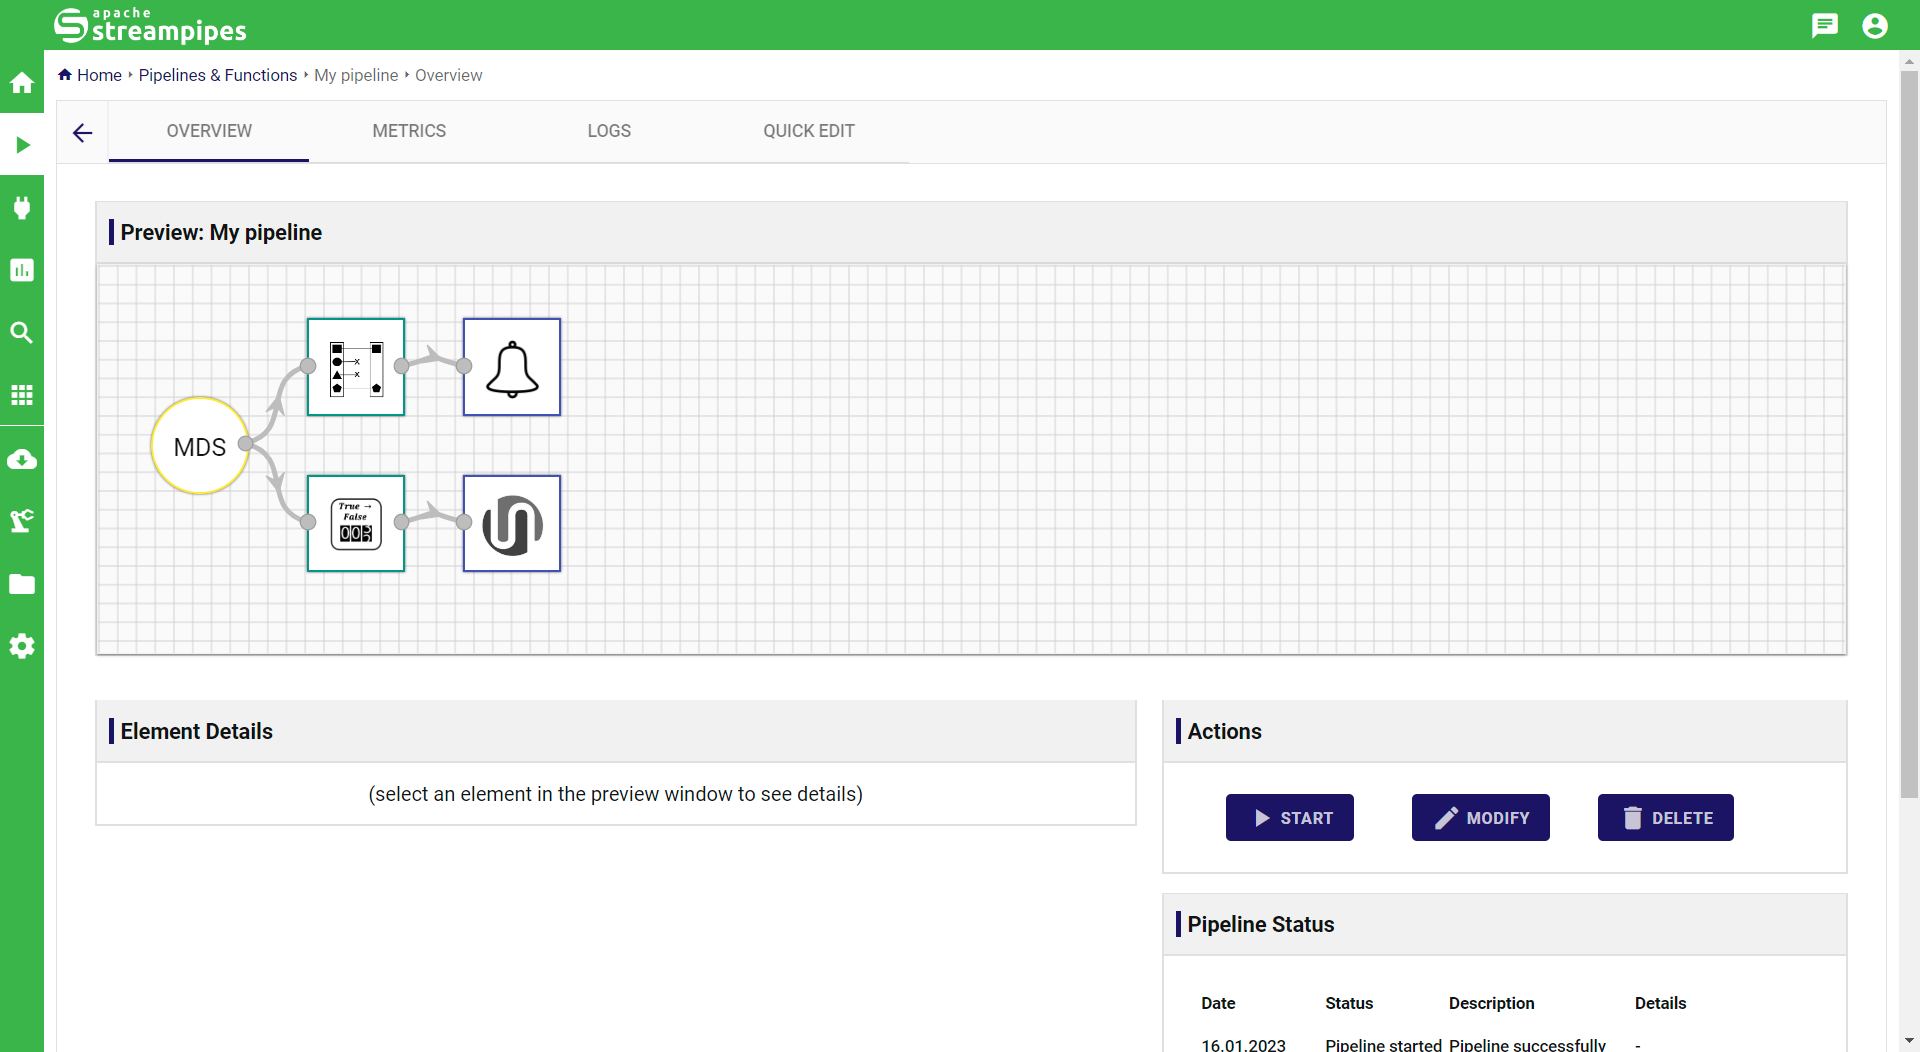 apache
streampipes
Home Pipelines & Functions My pipeline Overview
OVERVIEW METRICS LOGS QUICK EDIT
Preview: My pipeline
MDS
True →
False
Element Details
(select an element in the preview window to see details)
Actions
START MODIFY DELETE
Pipeline Status
Date Status Description Details
16.01.2023 Pipeline started Pipeline successfully -